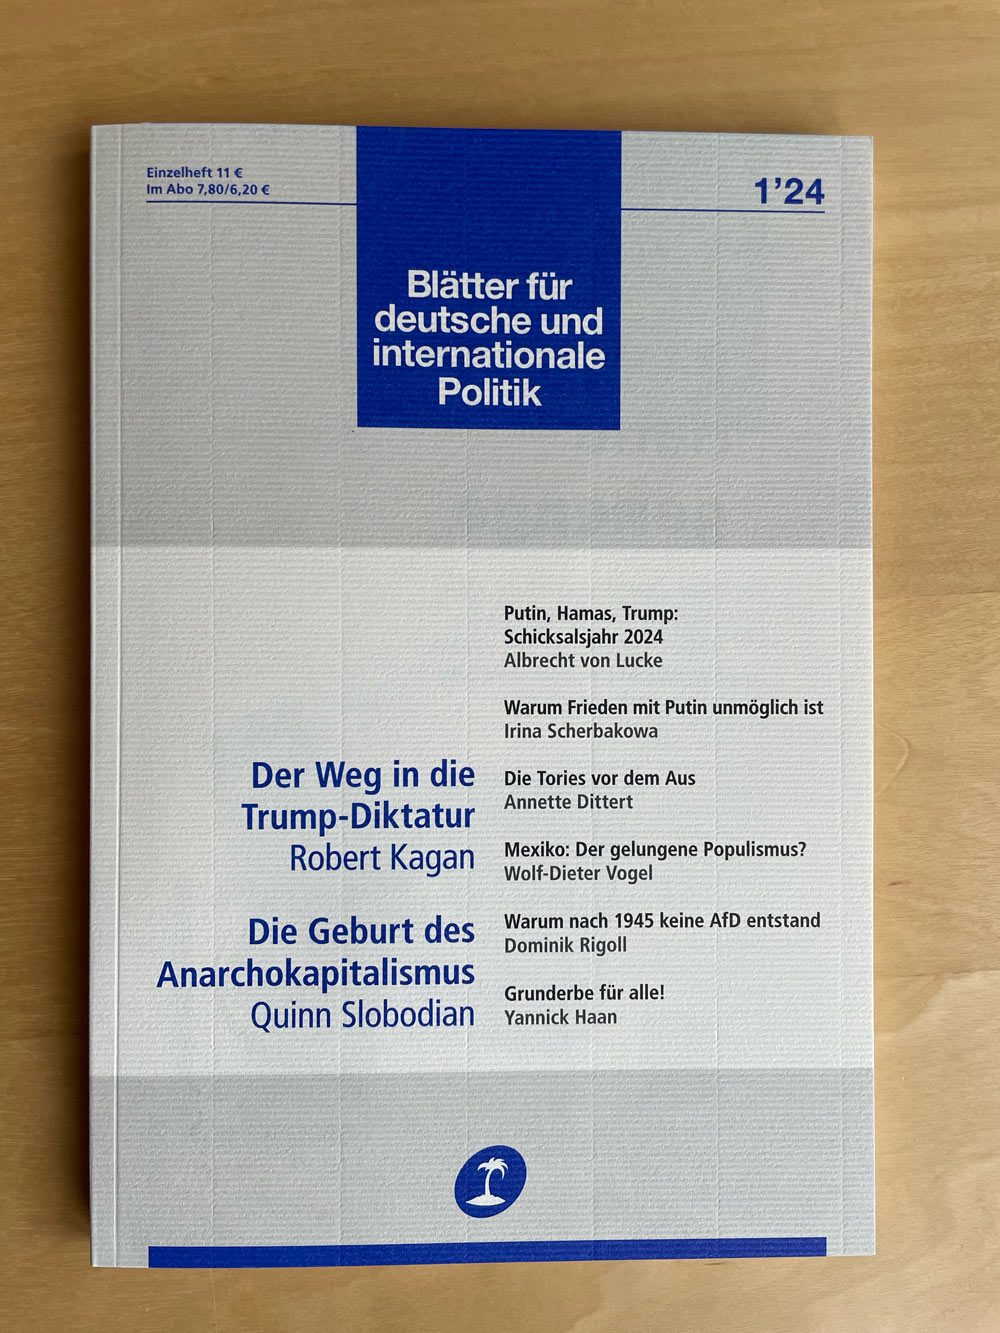 Einzelheft 11 €
Im Abo 7,80/6,20 €
1’24
Blätter für
deutsche und
internationale
Politik
Der Weg in die
Trump-Diktatur
Robert Kagan
Die Geburt des
Anarchokapitalismus
Quinn Slobodian
Putin, Hamas, Trump:
Schicksalsjahr 2024
Albrecht von Lucke
Warum Frieden mit Putin unmöglich ist
Irina Scherbakowa
Die Tories vor dem Aus
Annette Dittert
Mexiko: Der gelungene Populismus?
Wolf-Dieter Vogel
Warum nach 1945 keine AfD entstand
Dominik Rigoll
Grunderbe für alle!
Yannick Haan